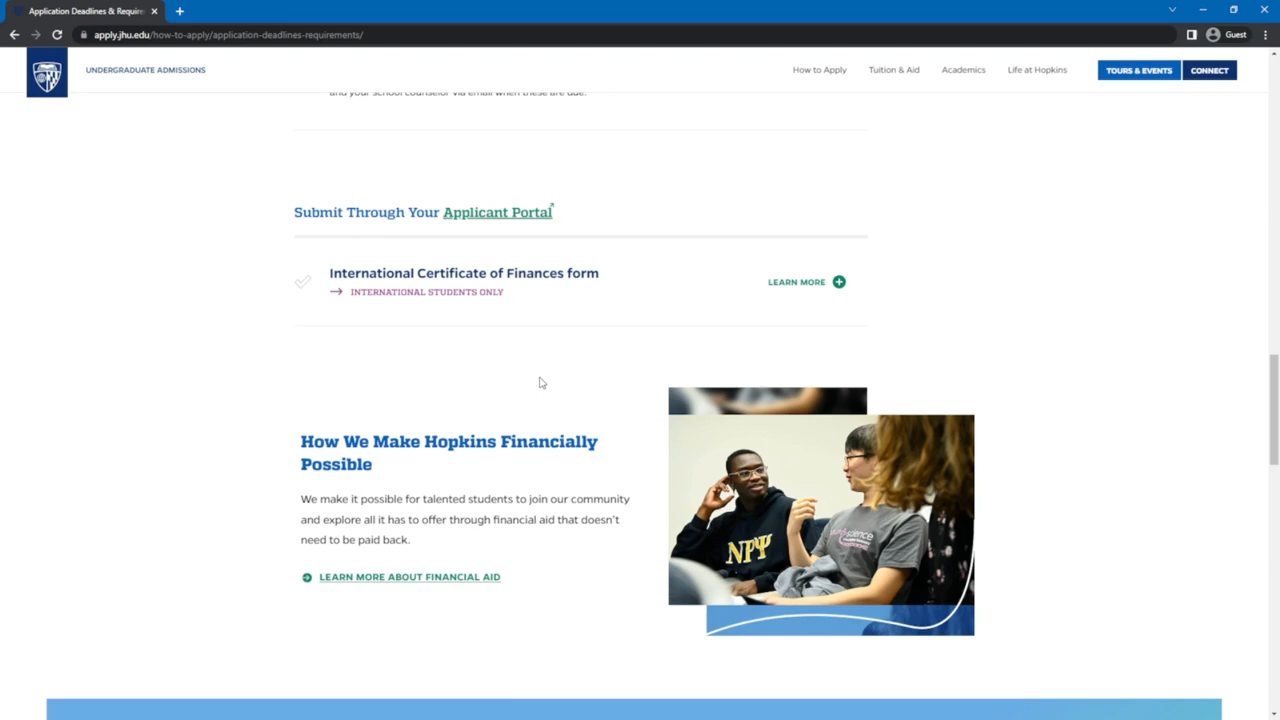 Application Deadlines & Require
apply.jhu.edu/how-to-apply/application-deadlines-requirements/
Guest
UNDERGRADUATE ADMISSIONS
How to Apply
Tuition & Aid
Academics
Life at Hopkins
TOURS & EVENTS
CONNECT
and your school counselor via email when these are due.
Submit Through Your Applicant Portal
International Certificate of Finances form
INTERNATIONAL STUDENTS ONLY
LEARN MORE
How We Make Hopkins Financially
Possible
We make it possible for talented students to join our community
and explore all it has to offer through financial aid that doesn't
need to be paid back.
LEARN MORE ABOUT FINANCIAL AID
ΝΡΨ